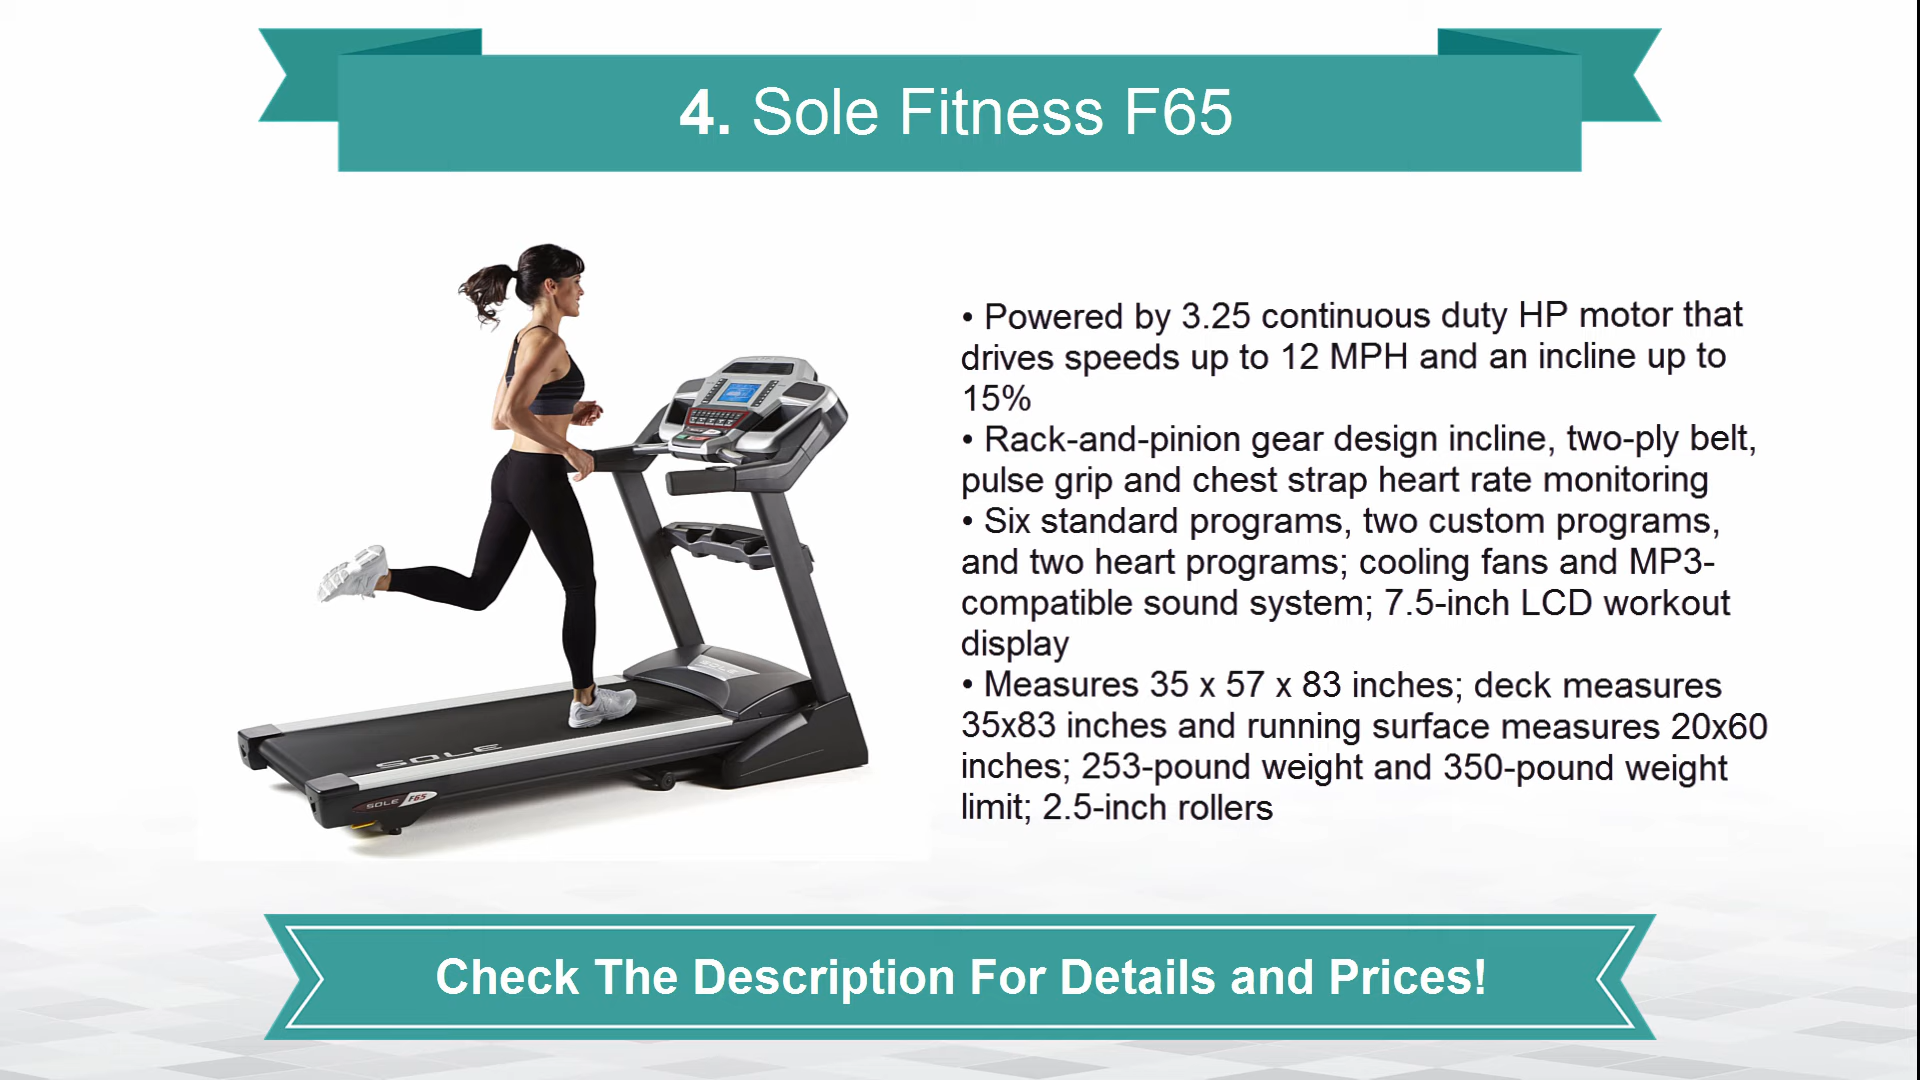 4. Sole Fitness F65
• Powered by 3.25 continuous duty HP motor that
drives speeds up to 12 MPH and an incline up to
15%
• Rack-and-pinion gear design incline, two-ply belt,
pulse grip and chest strap heart rate monitoring
• Six standard programs, two custom programs,
and two heart programs; cooling fans and MP3-
compatible sound system; 7.5-inch LCD workout
display
• Measures 35 x 57 x 83 inches; deck measures
35x83 inches and running surface measures 20x60
inches; 253-pound weight and 350-pound weight
limit; 2.5-inch rollers
SOLE
SOLE
SOLE F65
Check The Description For Details and Prices!